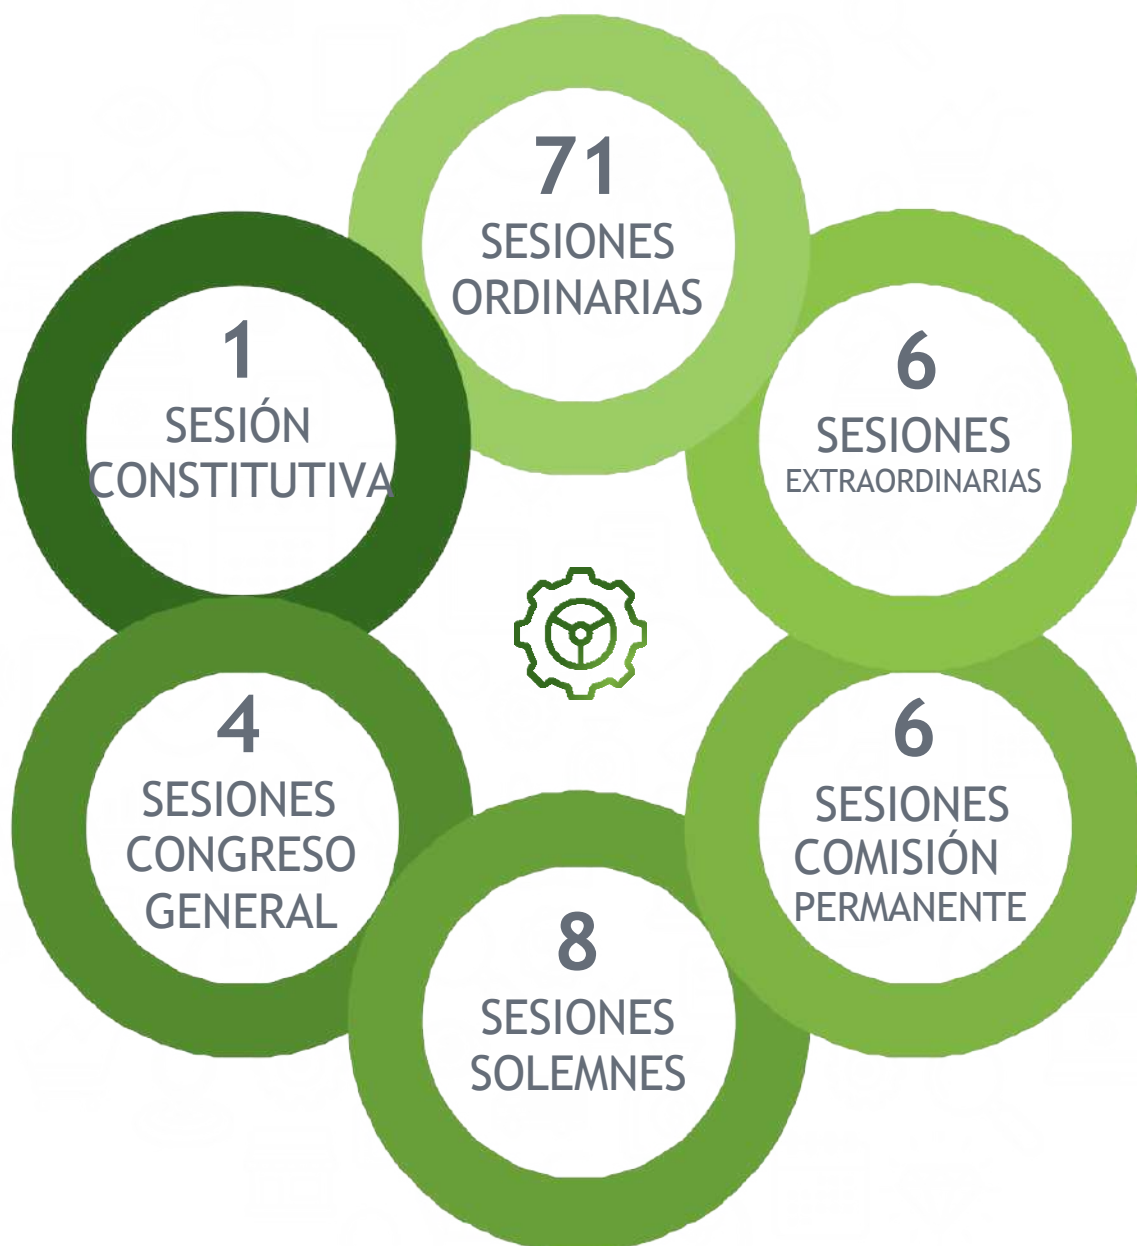 71
SESIONES
ORDINARIAS
6
SESIONES
EXTRAORDINARIAS
6
SESIONES
COMISIÓN
PERMANENTE
8
SESIONES
SOLEMNES
4
SESIONES
CONGRESO
GENERAL
1
SESIÓN
CONSTITUTIVA